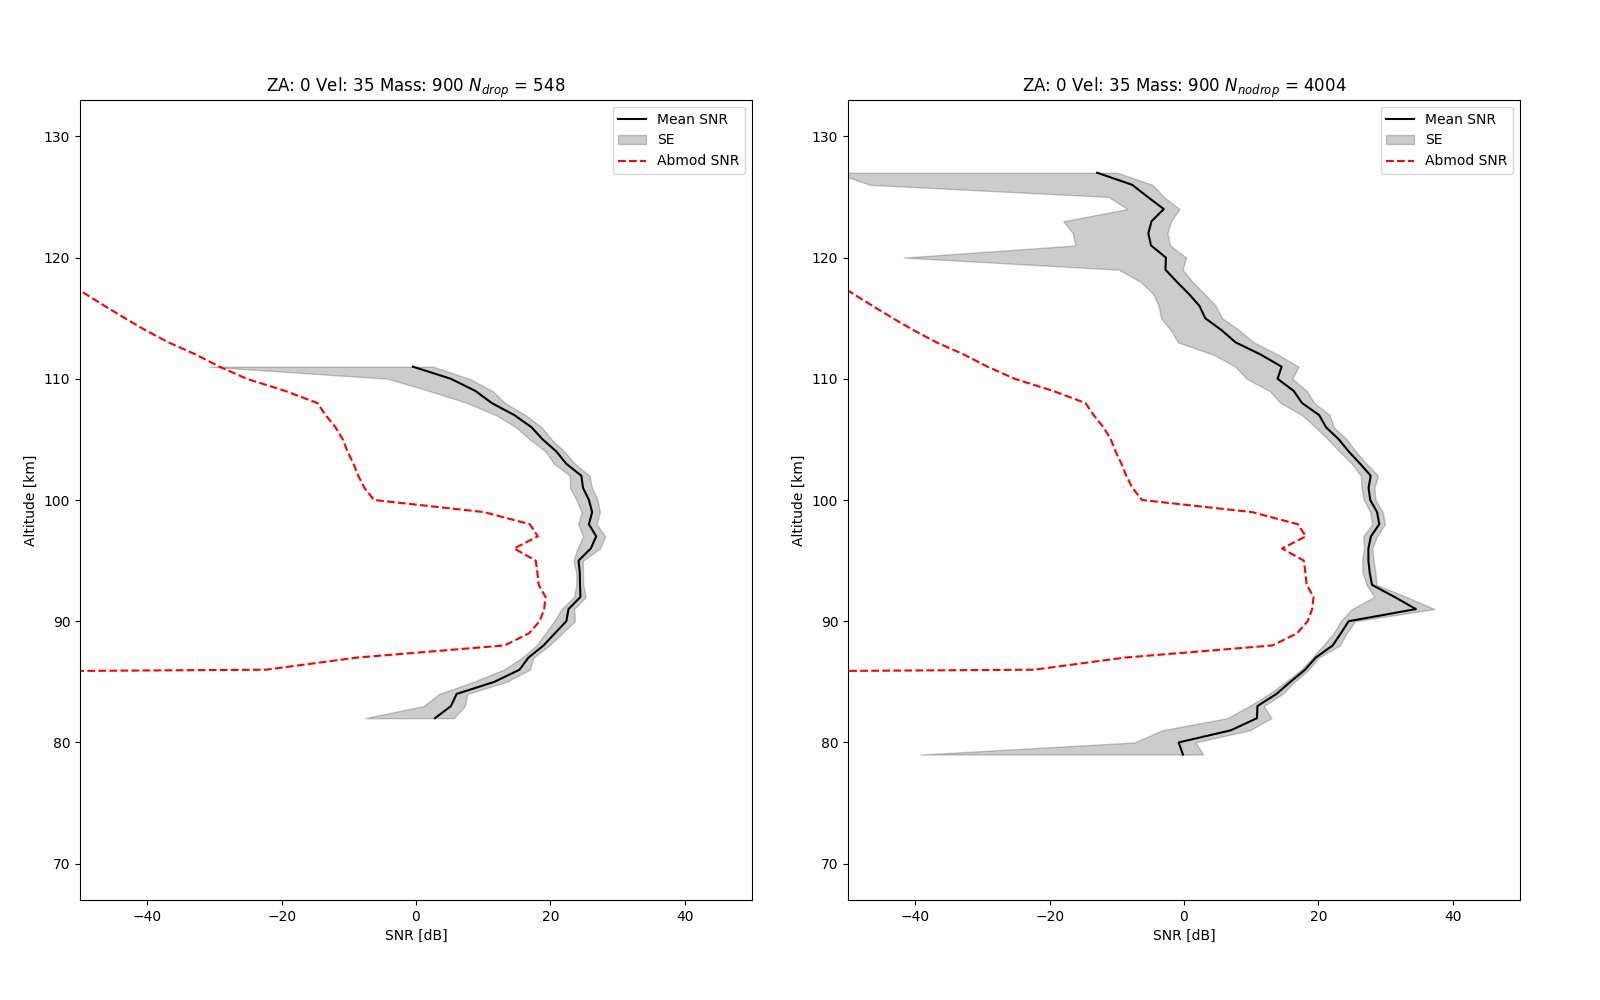 ZA: 0 Vel: 35 Mass: 900 N_drop = 548
Mean SNR
SE
Abmod SNR
130
120
110
100
90
80
70
Altitude [km]
−40
−20
0
20
40
SNR [dB]
ZA: 0 Vel: 35 Mass: 900 N_nodrop = 4004
Mean SNR
SE
Abmod SNR
130
120
110
100
90
80
70
Altitude [km]
−40
−20
0
20
40
SNR [dB]